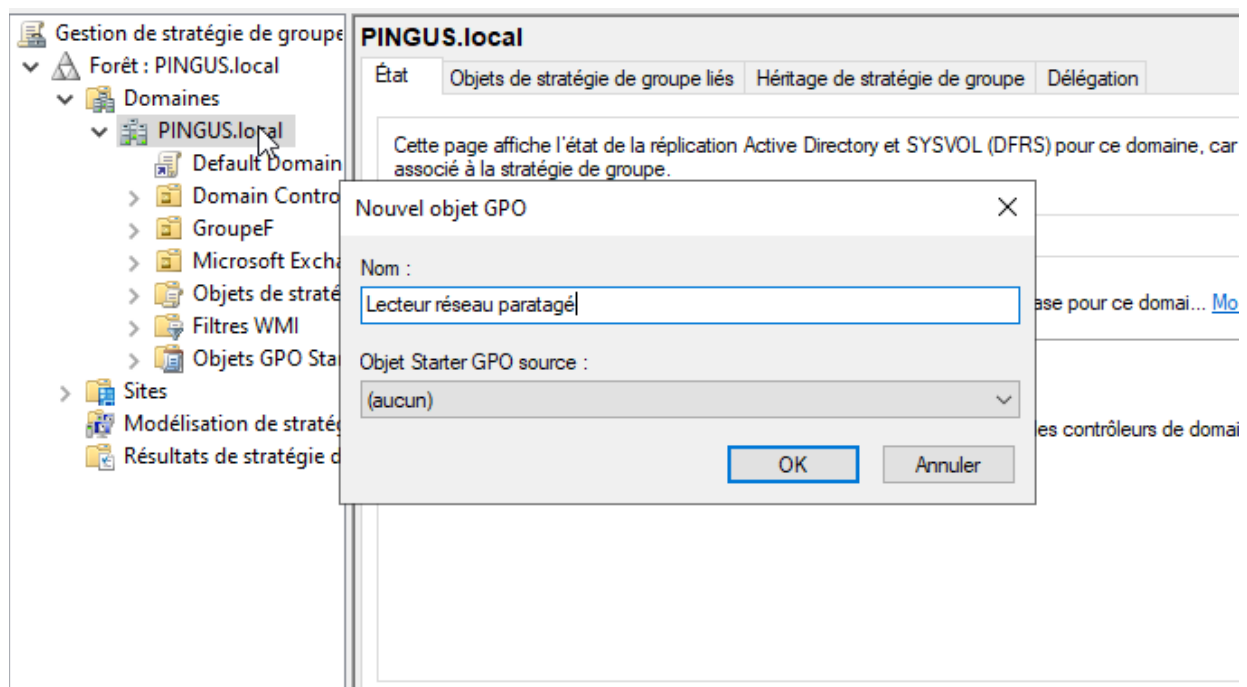 Gestion de stratégie de groupe
Forêt : PINGUS.local
Domaines
PINGUS.local
Default Domain
Domain Contro
GroupeF
Microsoft Excha
Objets de straté
Filtres WMI
Objets GPO Sta
Sites
Modélisation de straté
Résultats de stratégie d
PINGUS.local
État
Objets de stratégie de groupe liés
Héritage de stratégie de groupe
Délégation
Cette page affiche l'état de la réplication Active Directory et SYSVOL (DFRS) pour ce domaine, car
associé à la stratégie de groupe.
Nouvel objet GPO
Nom :
Lecteur réseau paratagé
Objet Starter GPO source :
(aucun)
OK
Annuler
ase pour ce domai... Mo
es contrôleurs de domai